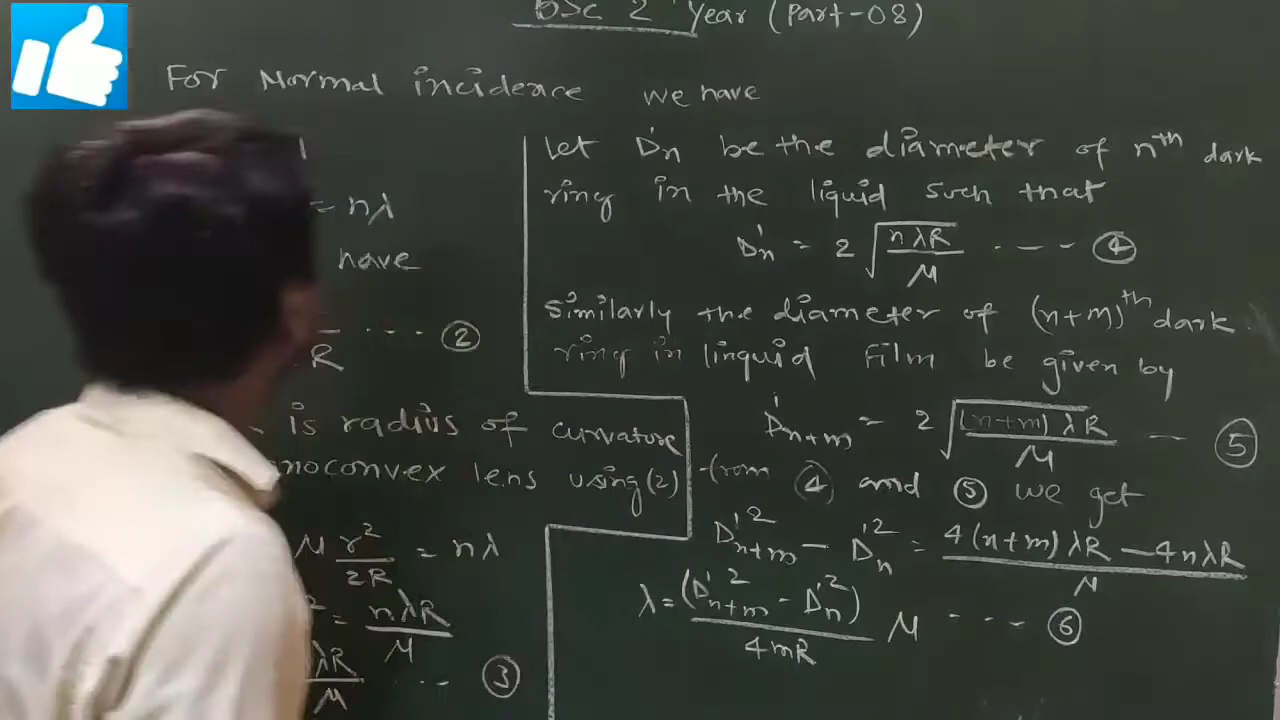 BSc 2 Year (Part-08)
For Normal incidence we have
= nλ
have
R ... ②
is radius of curvature
noconvex lens using (2)
μ r²/2R = nλ
² = nλR/μ
λR/μ ... ③
Let D'n be the diameter of nth dark
ring in the liquid such that
D'n = 2 √(nλR/μ) ---- ④
Similarly the diameter of (n+m)th dark
ring in linquid film be given by
D'n+m = 2 √((n+m) λR/μ) — ⑤
from ④ and ⑤ we get
D'²n+m − D'²n = (4(n+m) λR − 4nλR)/μ
λ = (D'²n+m - D'²n)/4mR μ ---- ⑥